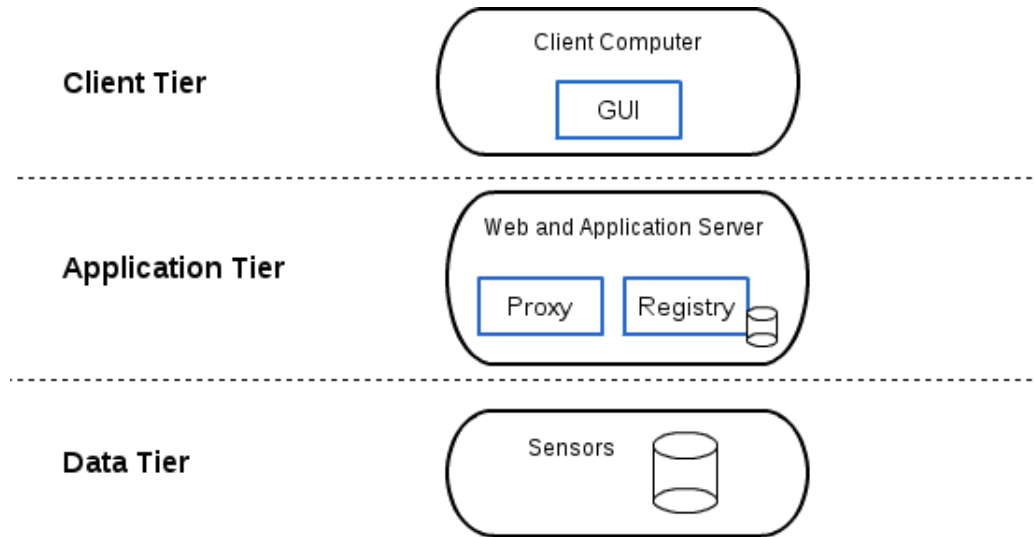 Client Computer
Client Tier
GUI
Web and Application Server
Application Tier
Proxy
Registry
Sensors
Data Tier